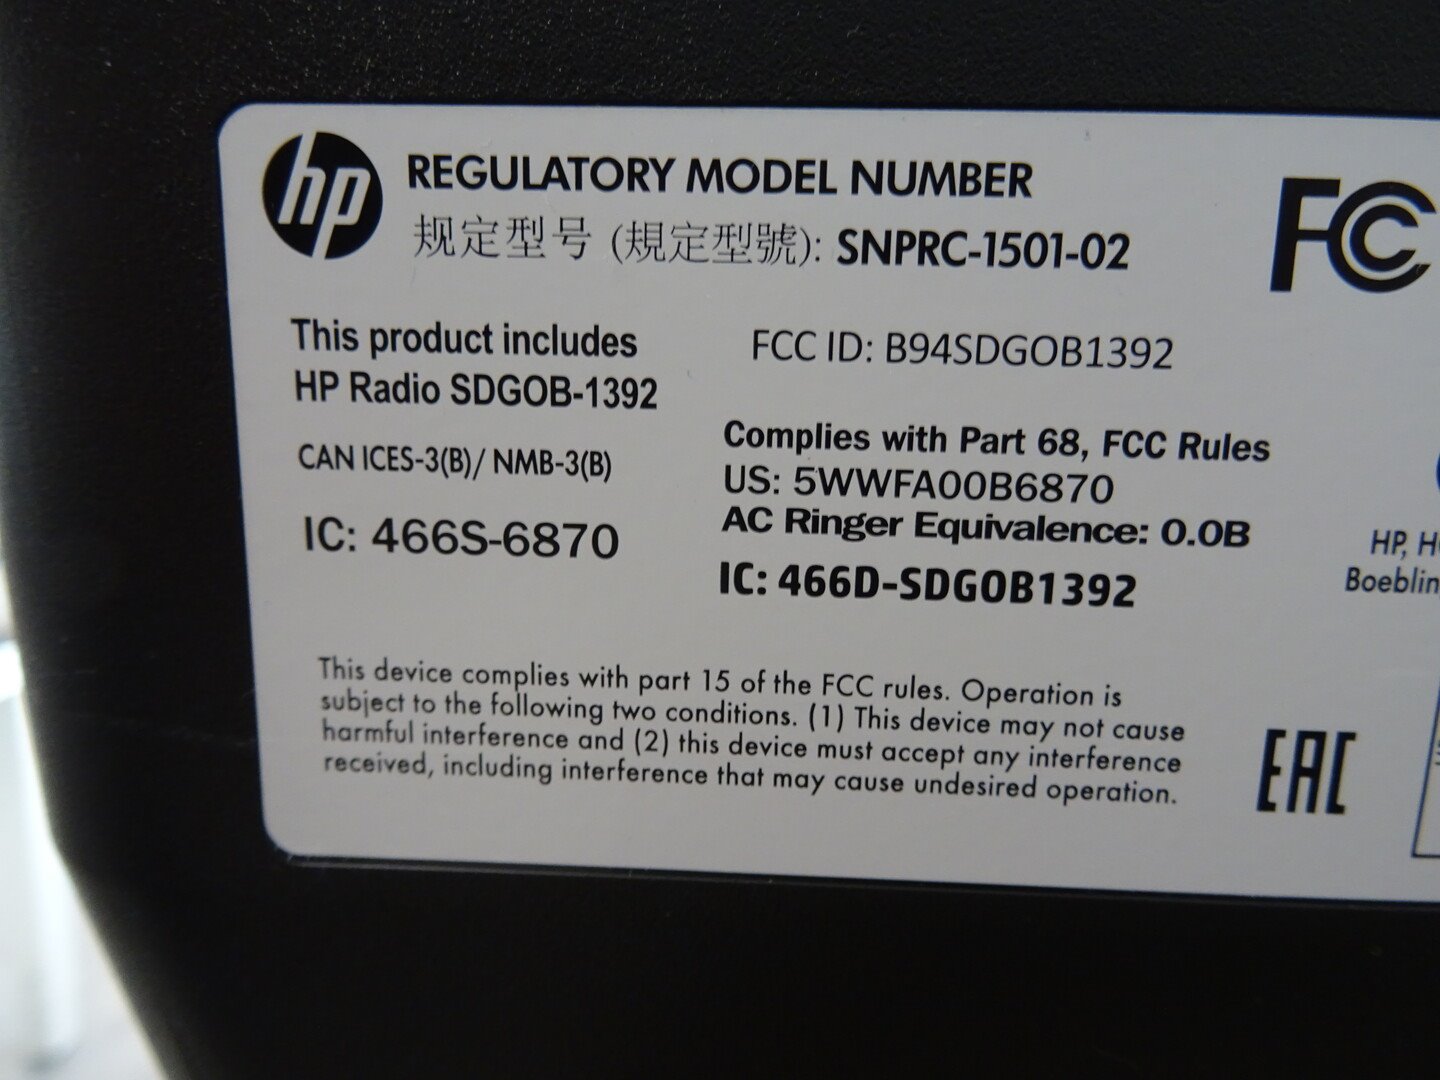 hp
REGULATORY MODEL NUMBER
规定型号 (規定型號): SNPRC-1501-02
FC
This product includes
HP Radio SDGOB-1392
FCC ID: B94SDGOB1392
CAN ICES-3(B)/ NMB-3(B)
IC: 466S-6870
Complies with Part 68, FCC Rules
US: 5WWFA00B6870
AC Ringer Equivalence: 0.0B
IC: 466D-SDGOB1392
HP,
This device complies with part 15 of the FCC rules. Operation is
subject to the following two conditions. (1) This device may not cause
harmful interference and (2) this device must accept any interference
received, including interference that may cause undesired operation.
EAC